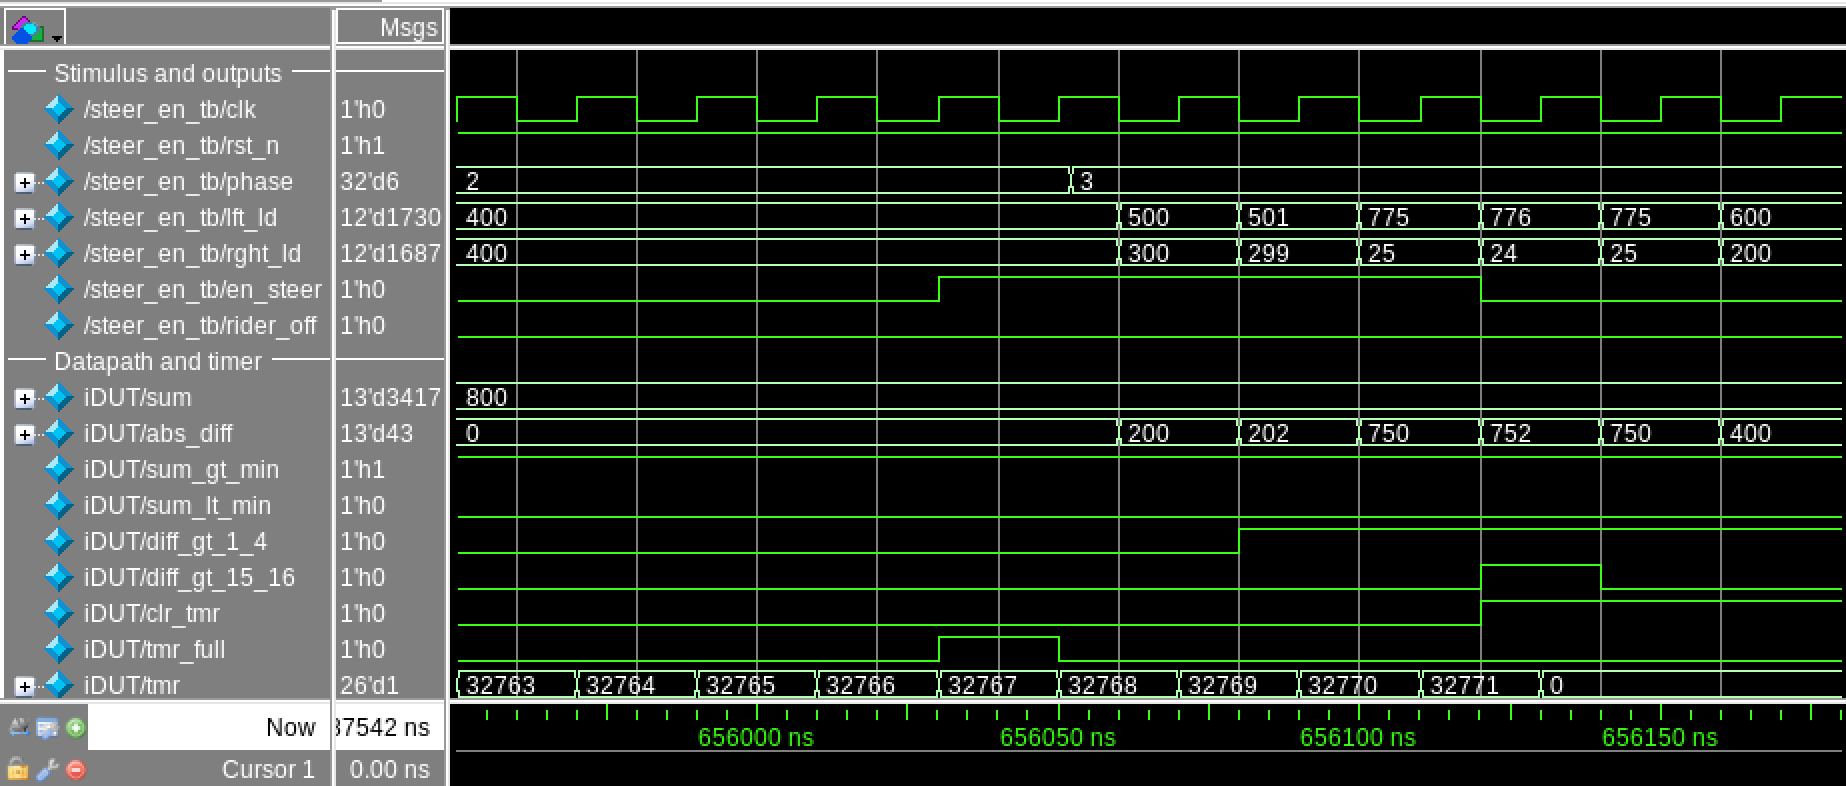 Msgs
Stimulus and outputs
/steer_en_tb/clk 1'h0
/steer_en_tb/rst_n 1'h1
/steer_en_tb/phase 32'd6 2 3
/steer_en_tb/lft_ld 12'd1730 400 500 501 775 776 775 600
/steer_en_tb/rght_ld 12'd1687 400 300 299 25 24 25 200
/steer_en_tb/en_steer 1'h0
/steer_en_tb/rider_off 1'h0
Datapath and timer
iDUT/sum 13'd3417 800
iDUT/abs_diff 13'd43 0 200 202 750 752 750 400
iDUT/sum_gt_min 1'h1
iDUT/sum_lt_min 1'h0
iDUT/diff_gt_1_4 1'h0
iDUT/diff_gt_15_16 1'h0
iDUT/clr_tmr 1'h0
iDUT/tmr_full 1'h0
iDUT/tmr 26'd1 32763 32764 32765 32766 32767 32768 32769 32770 32771 0
Now 37542 ns 656000 ns 656050 ns 656100 ns 656150 ns
Cursor 1 0.00 ns